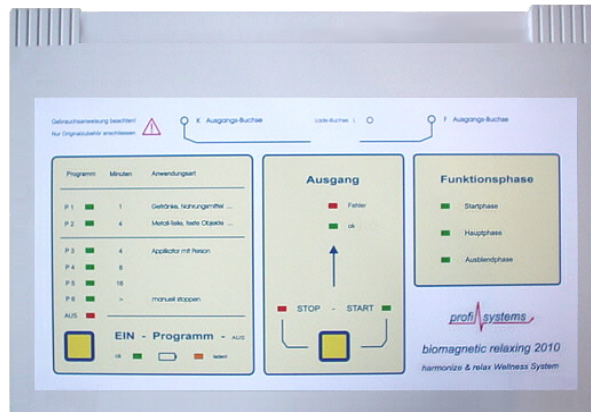 Gebrauchsanweisung beachten!
Nur Originalzubehör anschliessen
K Ausgangs-Buchse
Lade-Buchse L
F Ausgangs-Buchse
Programm Minuten Anwendungsart
P 1 1 Getränke, Nahrungsmittel ...
P 2 4 Metall-Teile, feste Objekte ...
P 3 4 Applikator mit Person
P 4 8
P 5 16
P 6 > manuell stoppen
AUS
EIN - Programm - AUS
ok ladent
Ausgang
Fehler
ok
STOP - START
Funktionsphase
Startphase
Hauptphase
Ausblendphase
profi systems
biomagnetic relaxing 2010
harmonize & relax Wellness System